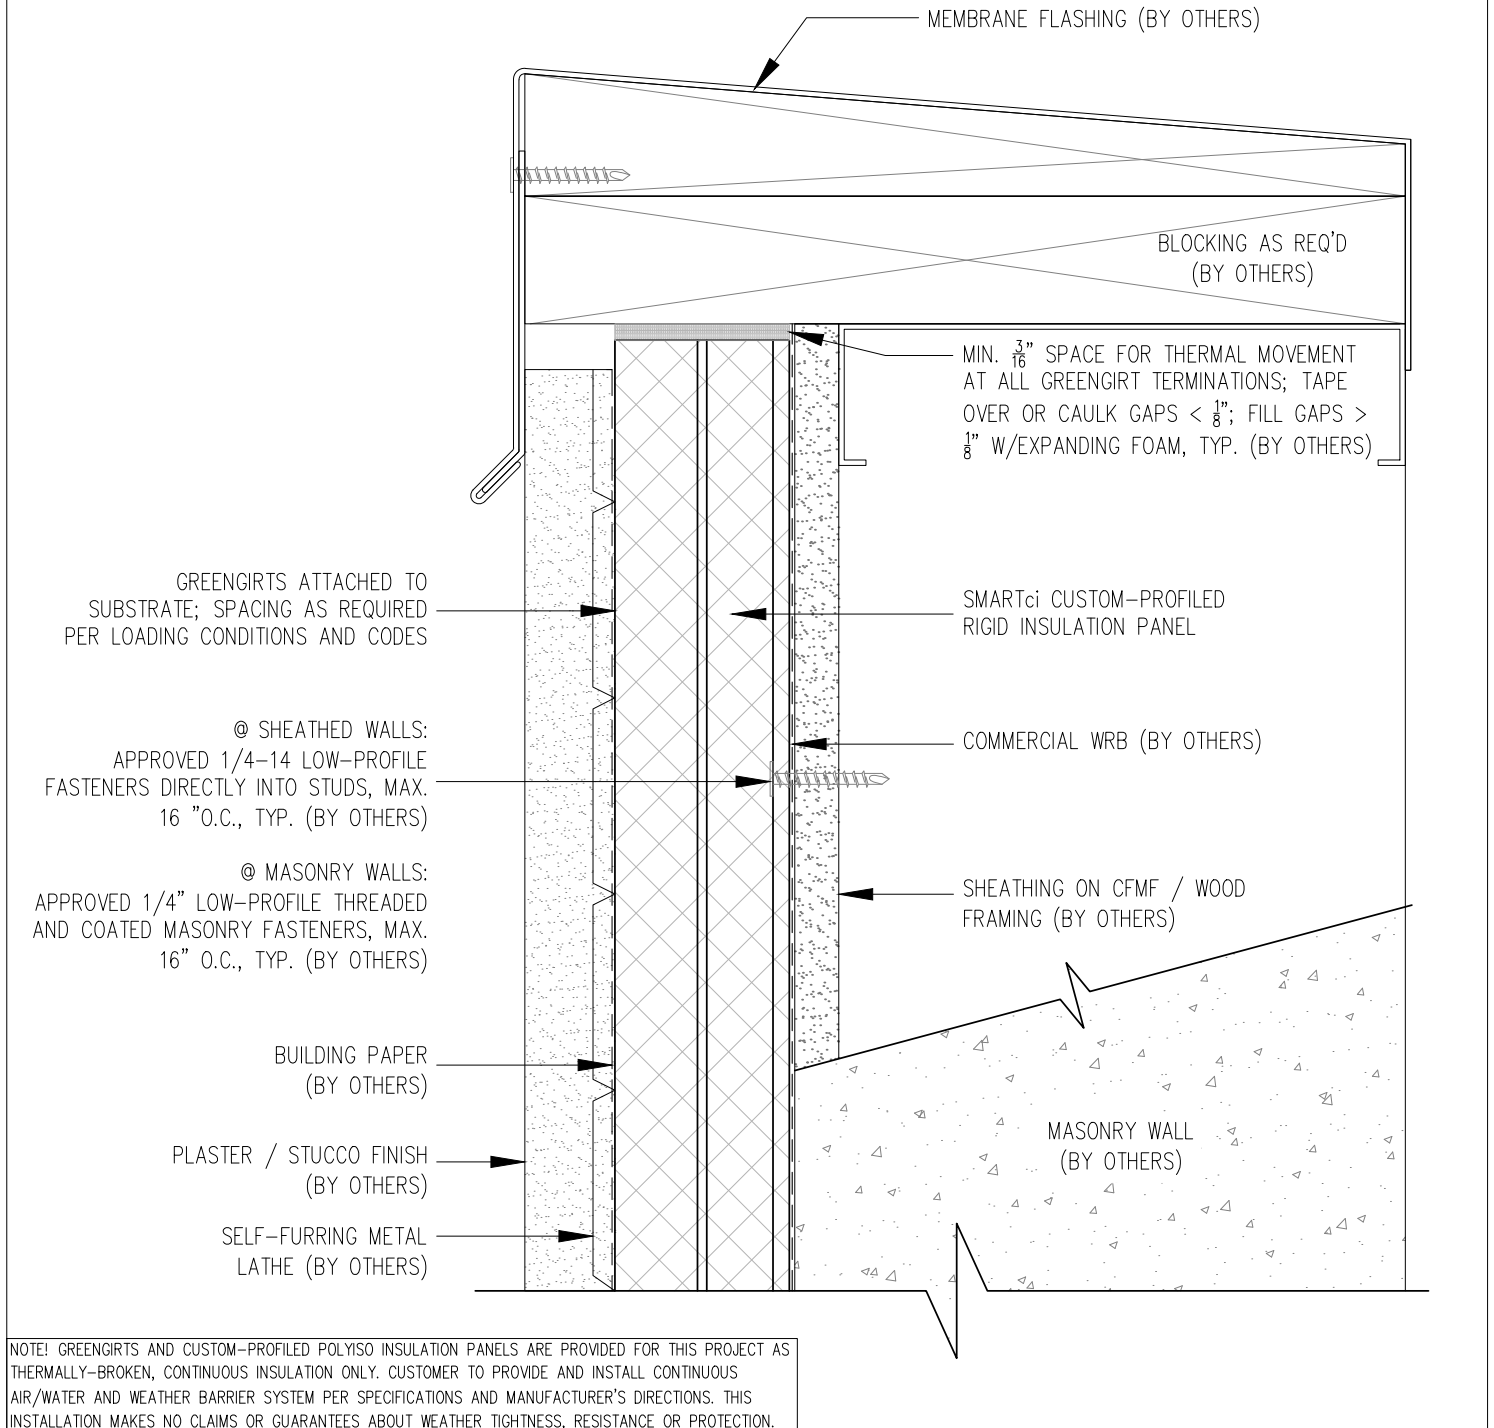 MEMBRANE FLASHING (BY OTHERS)
BLOCKING AS REQ'D
(BY OTHERS)
MIN. 3/16" SPACE FOR THERMAL MOVEMENT
AT ALL GREENGIRT TERMINATIONS; TAPE
OVER OR CAULK GAPS < 1/8"; FILL GAPS >
1/8" W/EXPANDING FOAM, TYP. (BY OTHERS)
GREENGIRTS ATTACHED TO
SUBSTRATE; SPACING AS REQUIRED
PER LOADING CONDITIONS AND CODES
SMARTci CUSTOM-PROFILED
RIGID INSULATION PANEL
@ SHEATHED WALLS:
APPROVED 1/4-14 LOW-PROFILE
FASTENERS DIRECTLY INTO STUDS, MAX.
16 "O.C., TYP. (BY OTHERS)
COMMERCIAL WRB (BY OTHERS)
@ MASONRY WALLS:
APPROVED 1/4" LOW-PROFILE THREADED
AND COATED MASONRY FASTENERS, MAX.
16" O.C., TYP. (BY OTHERS)
SHEATHING ON CFMF / WOOD
FRAMING (BY OTHERS)
BUILDING PAPER
(BY OTHERS)
MASONRY WALL
(BY OTHERS)
PLASTER / STUCCO FINISH
(BY OTHERS)
SELF-FURRING METAL
LATHE (BY OTHERS)
NOTE! GREENGIRTS AND CUSTOM-PROFILED POLYISO INSULATION PANELS ARE PROVIDED FOR THIS PROJECT AS
THERMALLY-BROKEN, CONTINUOUS INSULATION ONLY. CUSTOMER TO PROVIDE AND INSTALL CONTINUOUS
AIR/WATER AND WEATHER BARRIER SYSTEM PER SPECIFICATIONS AND MANUFACTURER'S DIRECTIONS. THIS
INSTALLATION MAKES NO CLAIMS OR GUARANTEES ABOUT WEATHER TIGHTNESS, RESISTANCE OR PROTECTION.